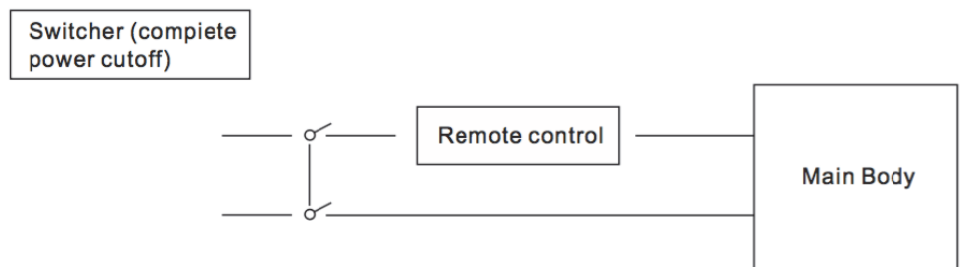 Switcher (compiete
power cutoff)
Remote control
Main Body